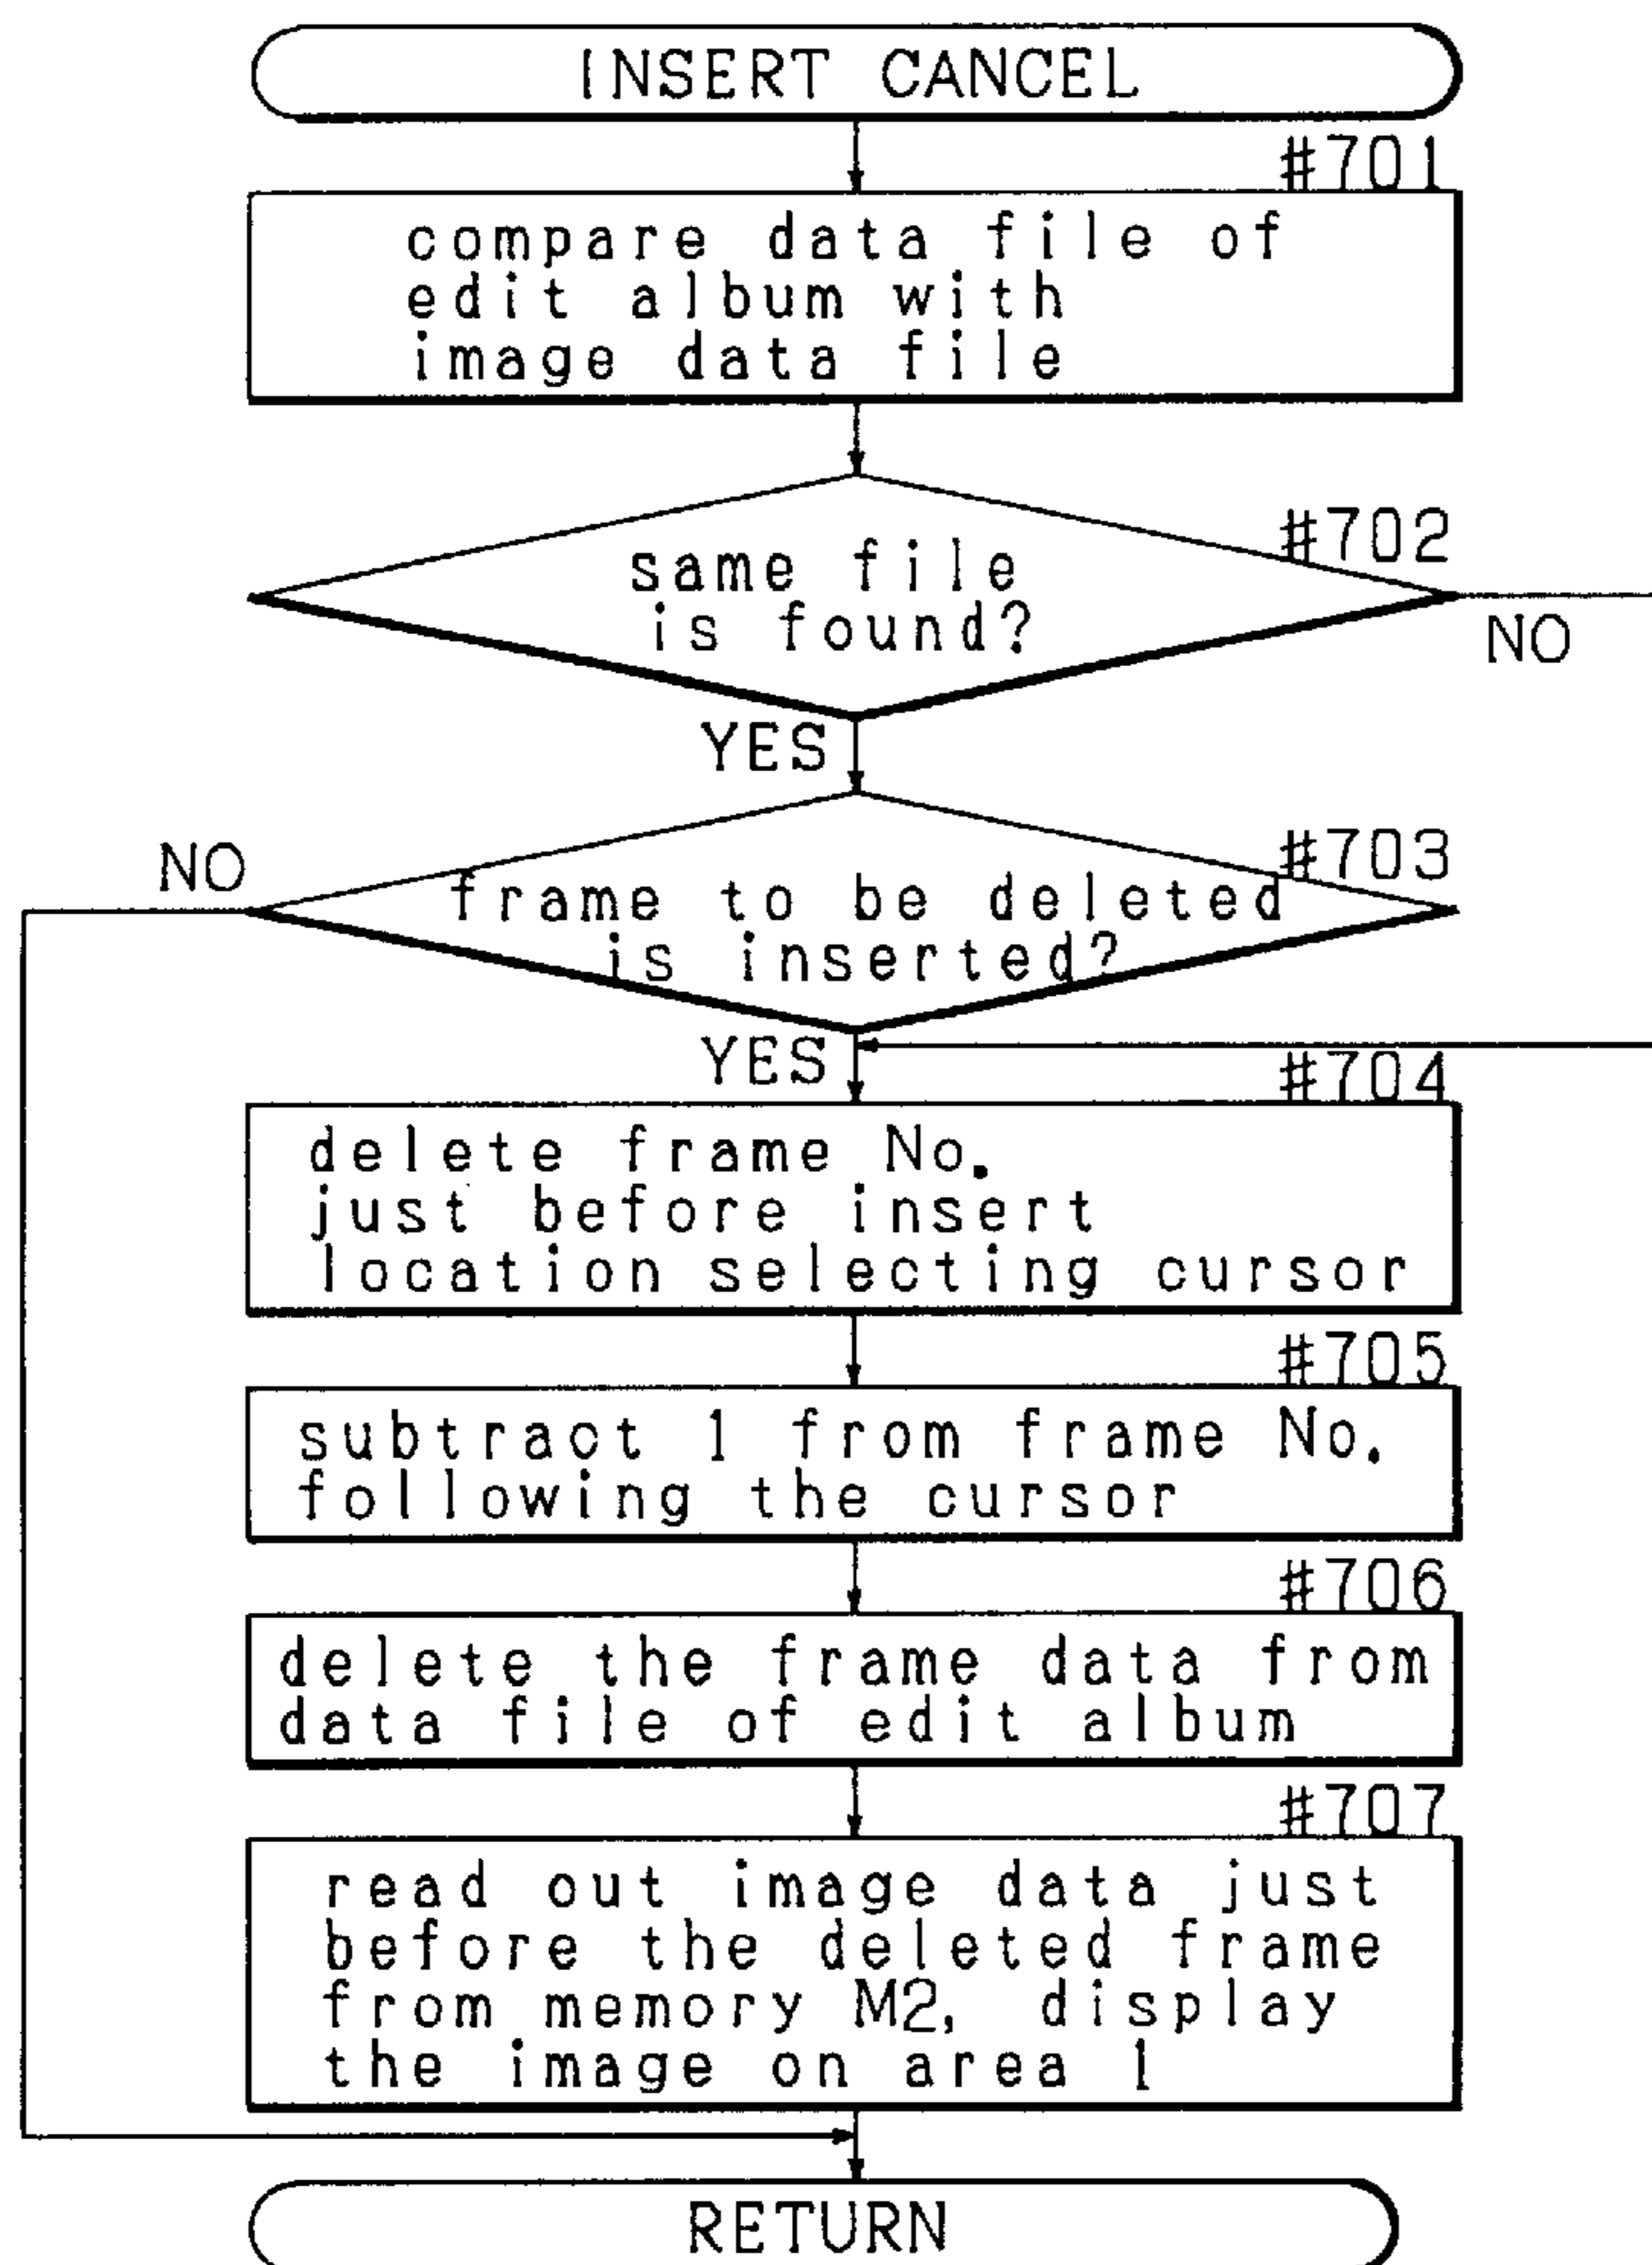 INSERT CANCEL
#701
compare data file of
edit album with
image data file
#702
same file
is found?
NO
YES
#703
NO
frame to be deleted
is inserted?
YES
#704
delete frame No.
just before insert
location selecting cursor
#705
subtract 1 from frame No.
following the cursor
#706
delete the frame data from
data file of edit album
#707
read out image data just
before the deleted frame
from memory M2, display
the image on area 1
RETURN